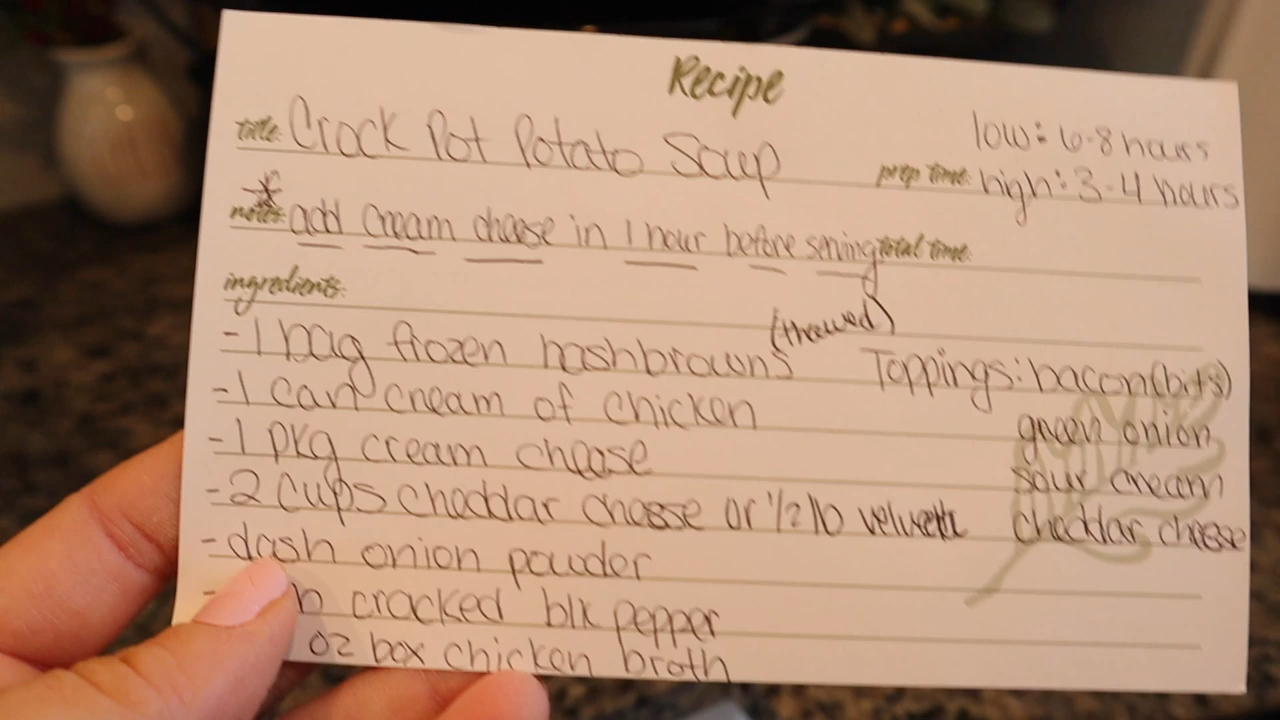 Recipe
title: Crock Pot Potato Soup
low: 6-8 hours
prep time: high: 3-4 hours
* notes: add cream cheese in 1 hour before serving total time:
ingredients:
-1 bag frozen hashbrowns (thawed)
-1 can cream of chicken
-1 pkg cream cheese
-2 cups cheddar cheese or 1/2 lb
-dash onion powder
- cracked blk pepper
oz box chicken broth
Toppings: bacon (bits)
green onion
sour cream
cheddar cheese